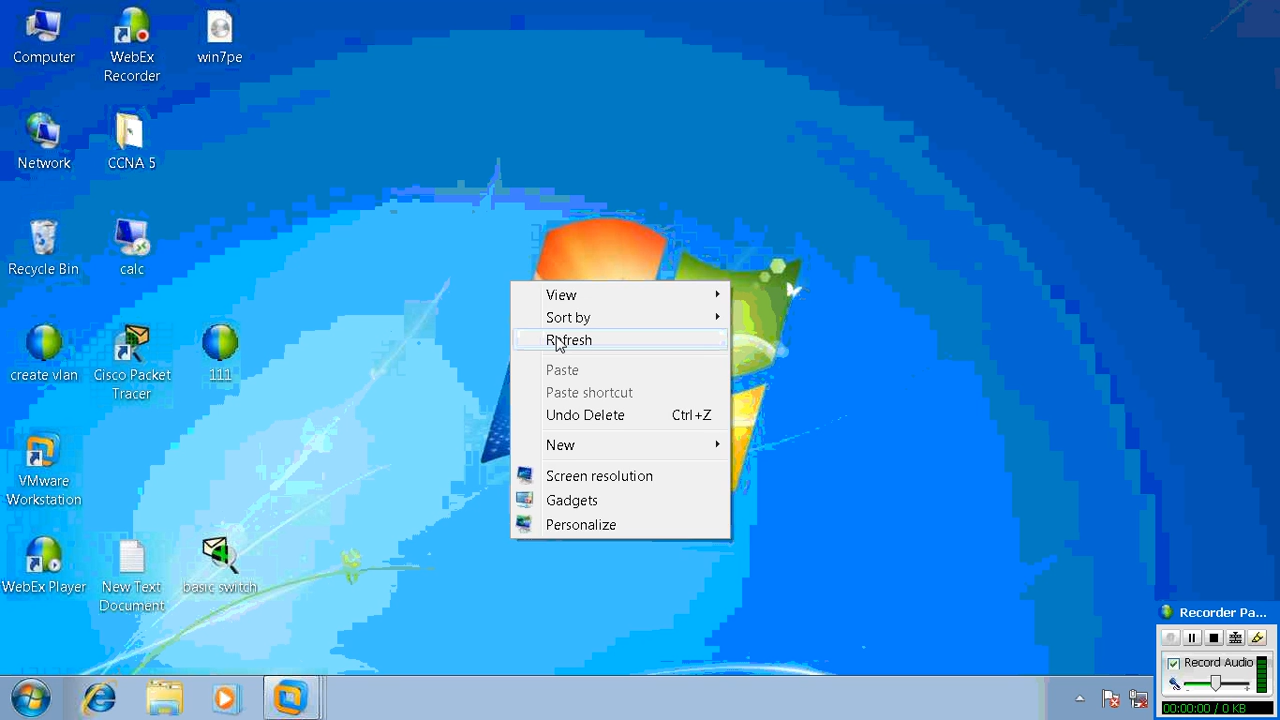 Computer
WebEx
Recorder
win7pe
Network
CCNA 5
Recycle Bin
calc
create vlan
Cisco Packet
Tracer
111
VMware
Workstation
WebEx Player
New Text
Document
basic switch
View
Sort by
Refresh
Paste
Paste shortcut
Undo Delete Ctrl+Z
New
Screen resolution
Gadgets
Personalize
Recorder Pa...
Record Audio
00:00:00 / 0 KB